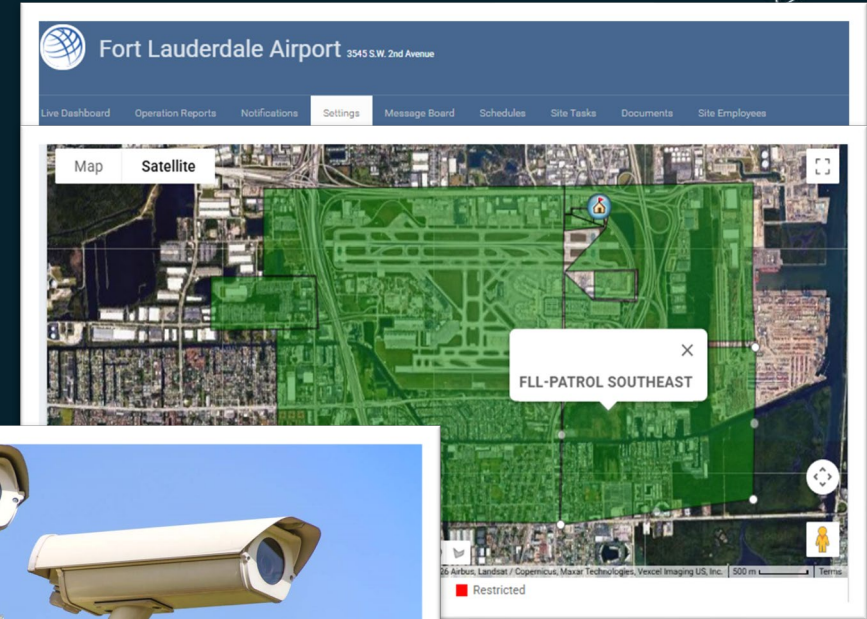 Fort Lauderdale Airport 3545 S.W. 2nd Avenue
Live Dashboard Operation Reports Notifications Settings Message Board Schedules Site Tasks Documents Site Employees
Map Satellite
FLL-PATROL SOUTHEAST
26 Airbus, Landsat / Copernicus, Maxar Technologies, Vexcel Imaging US, Inc. 500 m Terms
Restricted